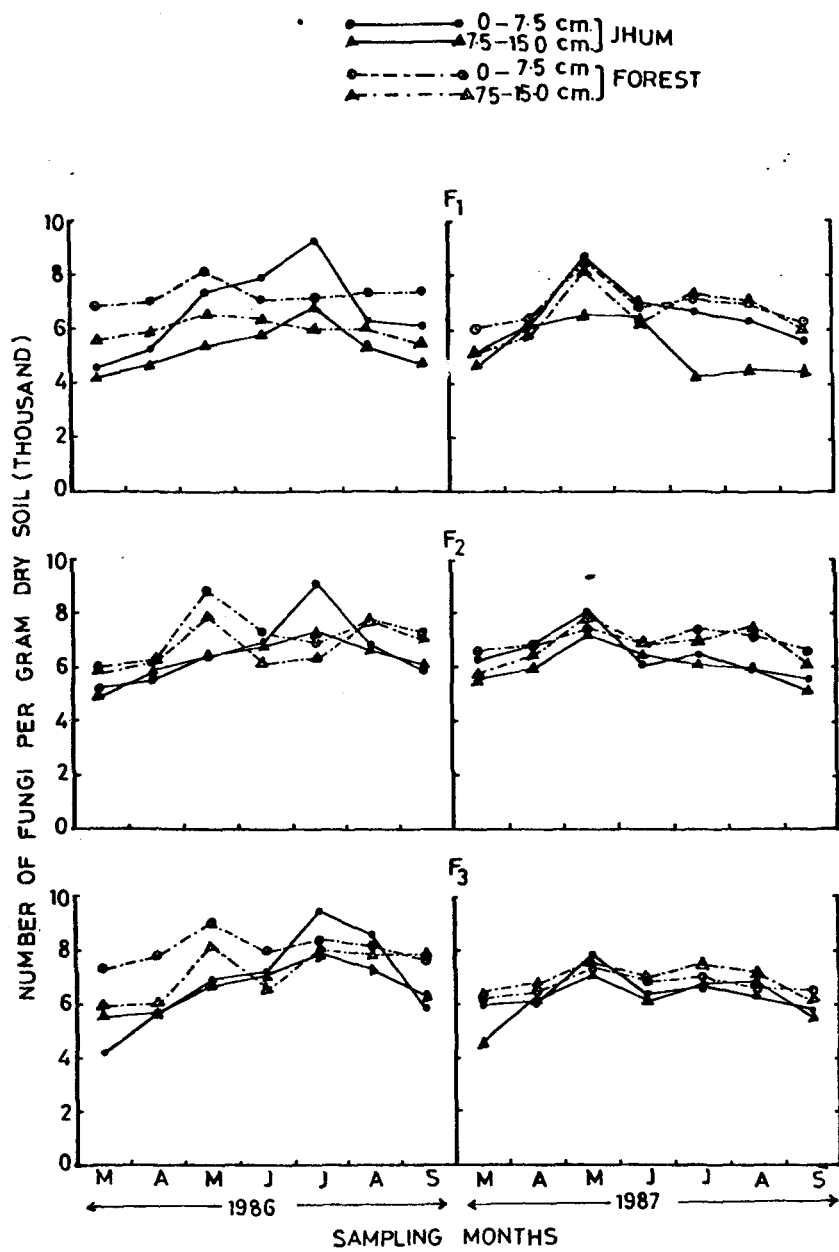 0-7.5 cm.
7.5-15 0 cm.
JHUM
0-7.5 cm
75-15.0 cm.
FOREST
NUMBER OF FUNGI PER GRAM DRY SOIL (THOUSAND)
F1
10
8
6
4
2
0
F2
10
8
6
4
2
0
F3
10
8
6
4
2
0
M A M J J A S M A M J J A S
1986 1987
SAMPLING MONTHS